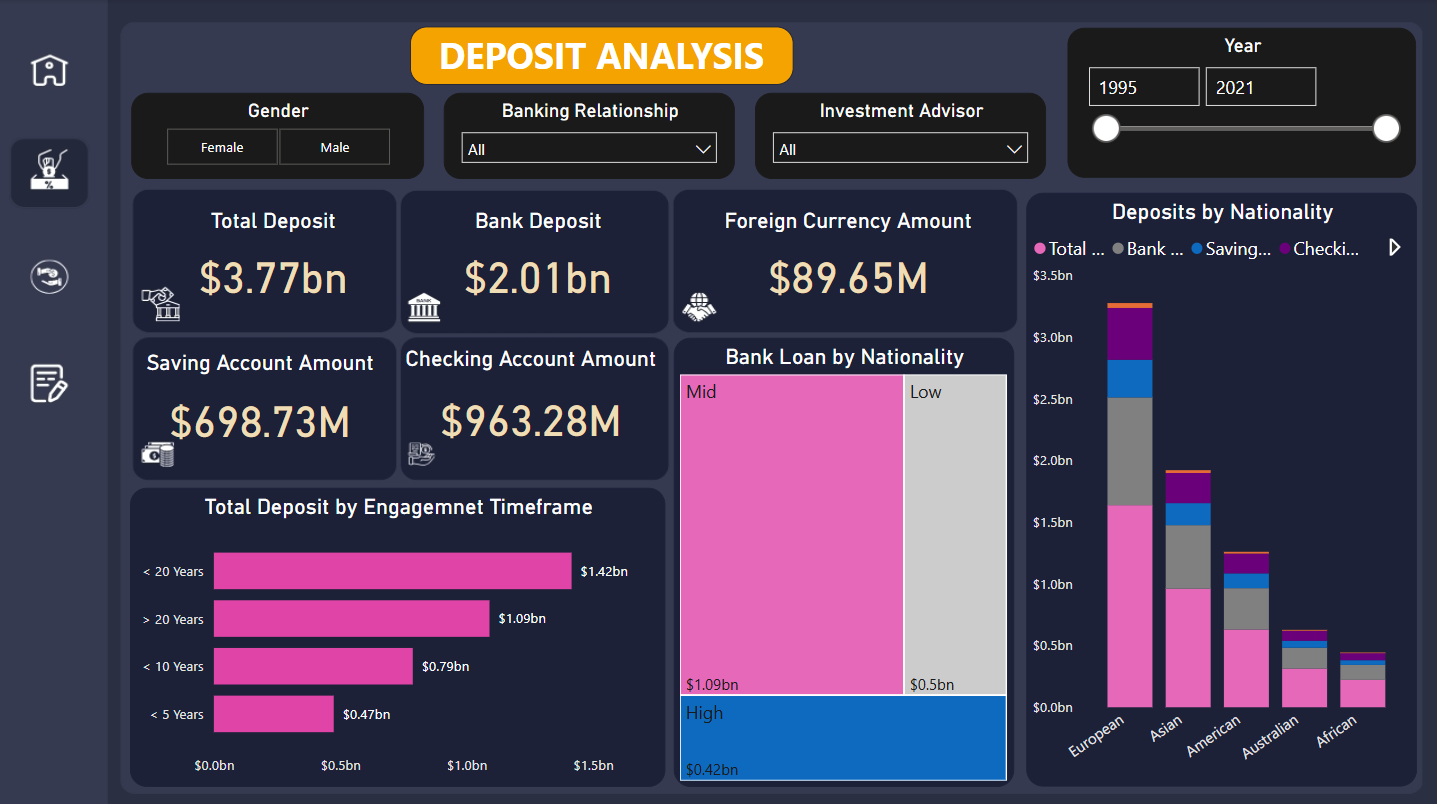 DEPOSIT ANALYSIS
Year
1995
2021
Gender
Female
Male
Banking Relationship
All
Investment Advisor
All
Total Deposit
$3.77bn
Bank Deposit
$2.01bn
BANK
Foreign Currency Amount
$89.65M
Saving Account Amount
$698.73M
Checking Account Amount
$963.28M
Total Deposit by Engagemnet Timeframe
< 20 Years
$1.42bn
> 20 Years
$1.09bn
< 10 Years
$0.79bn
< 5 Years
$0.47bn
$0.0bn
$0.5bn
$1.0bn
$1.5bn
Bank Loan by Nationality
Mid
$1.09bn
Low
$0.5bn
High
$0.42bn
Deposits by Nationality
Total ...
Bank ...
Saving...
Checki...
$3.5bn
$3.0bn
$2.5bn
$2.0bn
$1.5bn
$1.0bn
$0.5bn
$0.0bn
European
Asian
American
Australian
African
%